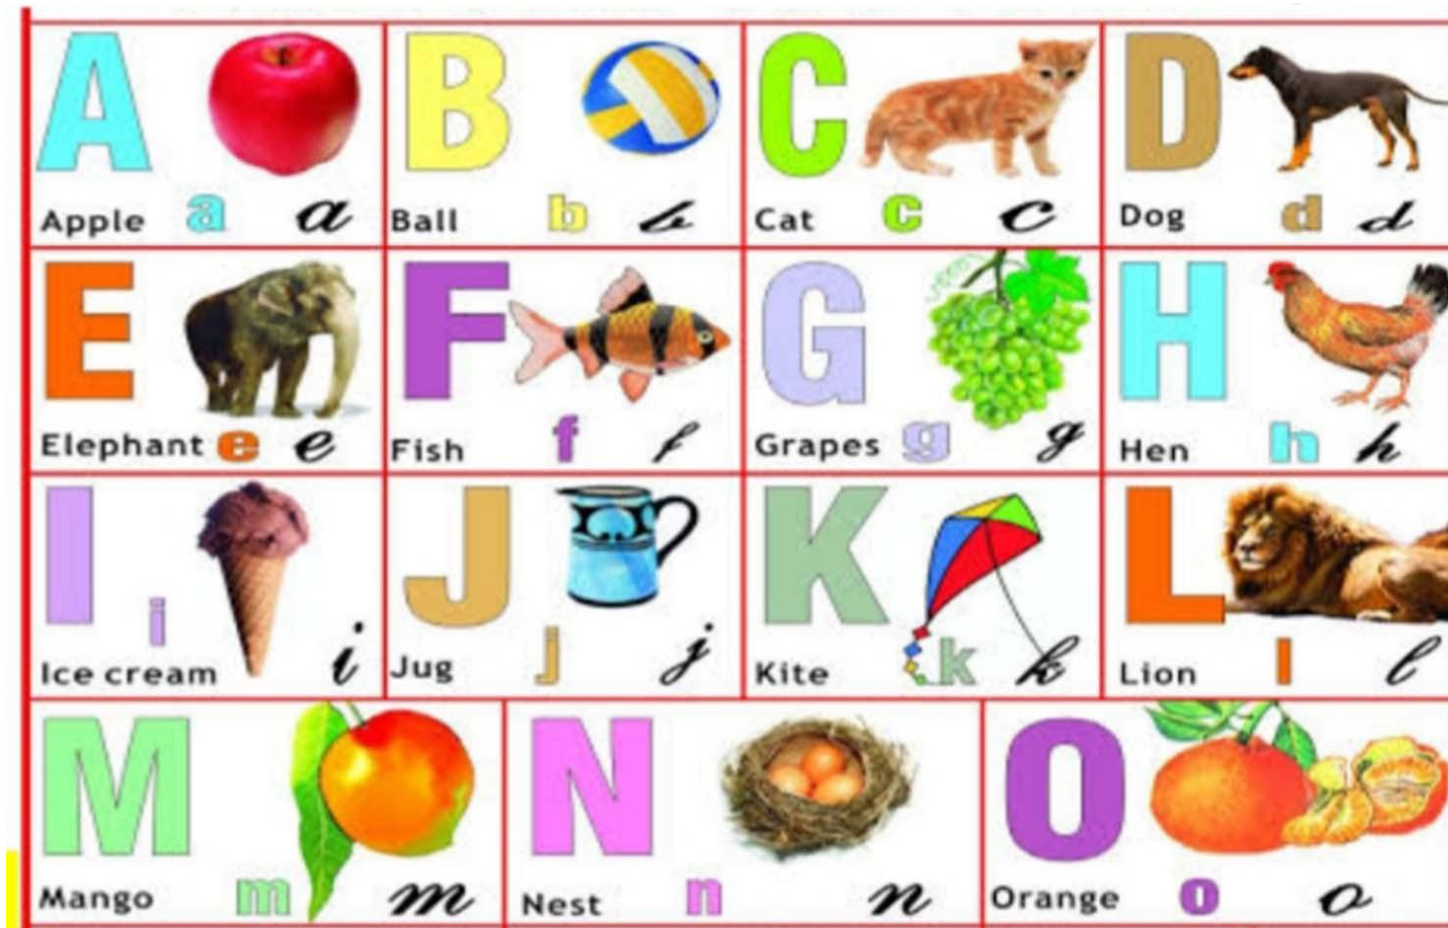 A B C D
Apple a a Ball b b Cat c c Dog d d
E F G H
Elephant e e Fish f f Grapes g g Hen h h
I J K L
i
Ice cream i Jug j j Kite k k Lion l l
M N O
Mango m m Nest n n Orange o o